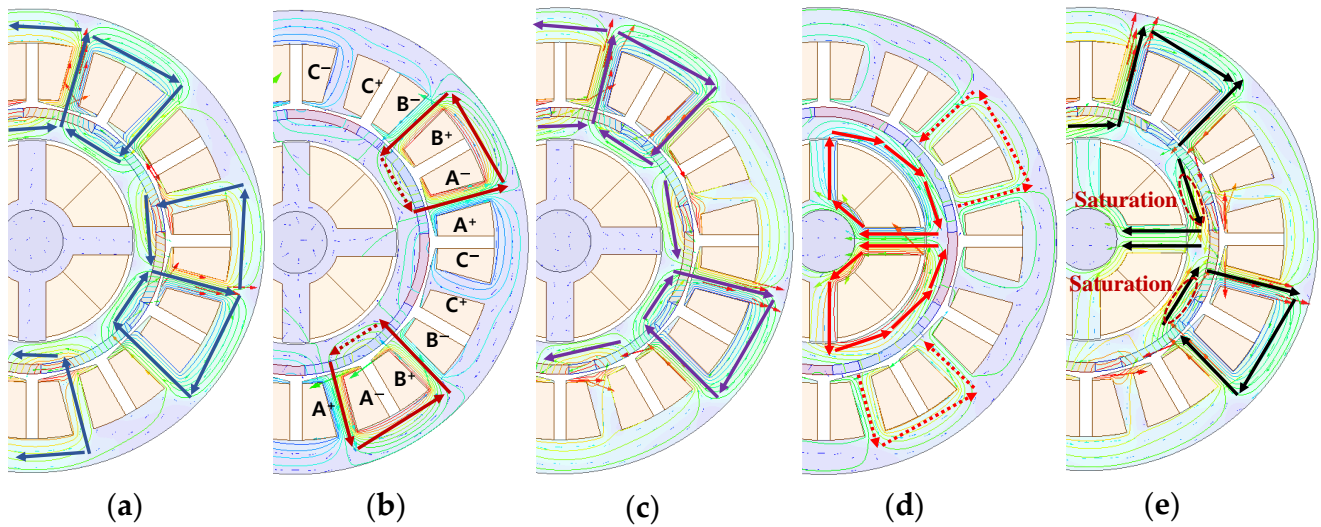 C⁻
C⁺
B⁻
B⁺
A⁻
A⁺
C⁻
C⁺
B⁻
B⁺
A⁻
A⁺
Saturation
Saturation
(a)
(b)
(c)
(d)
(e)